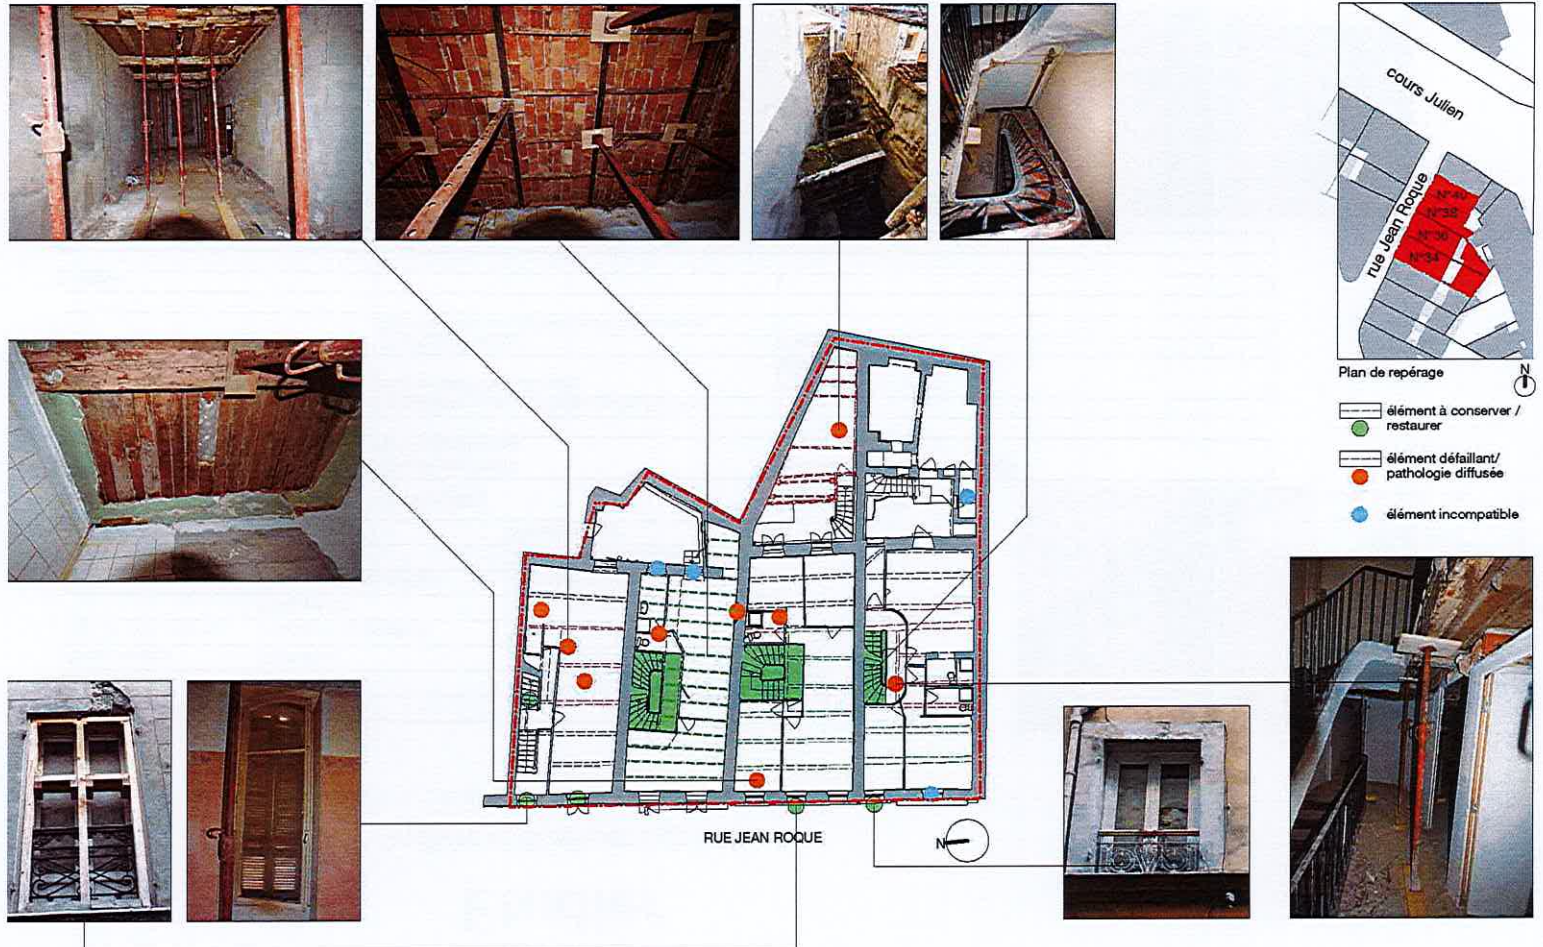 cours Julien
rue Jean Roque
N°40
N°38
N°36
N°34
Plan de repérage
N
élément à conserver /
restaurer
élément défaillant/
pathologie diffusée
élément incompatible
RUE JEAN ROQUE
N